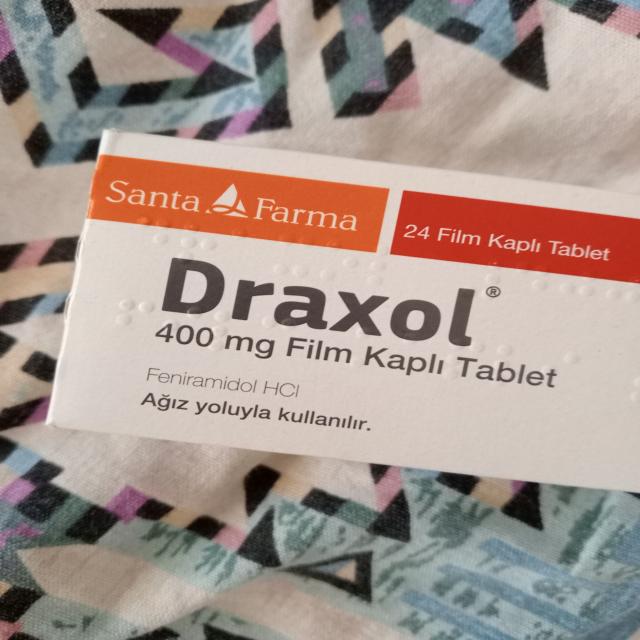 Santa Farma
24 Film Kaplı Tablet
Draxol®
400 mg Film Kaplı Tablet
Feniramidol HCl
Ağız yoluyla kullanılır.